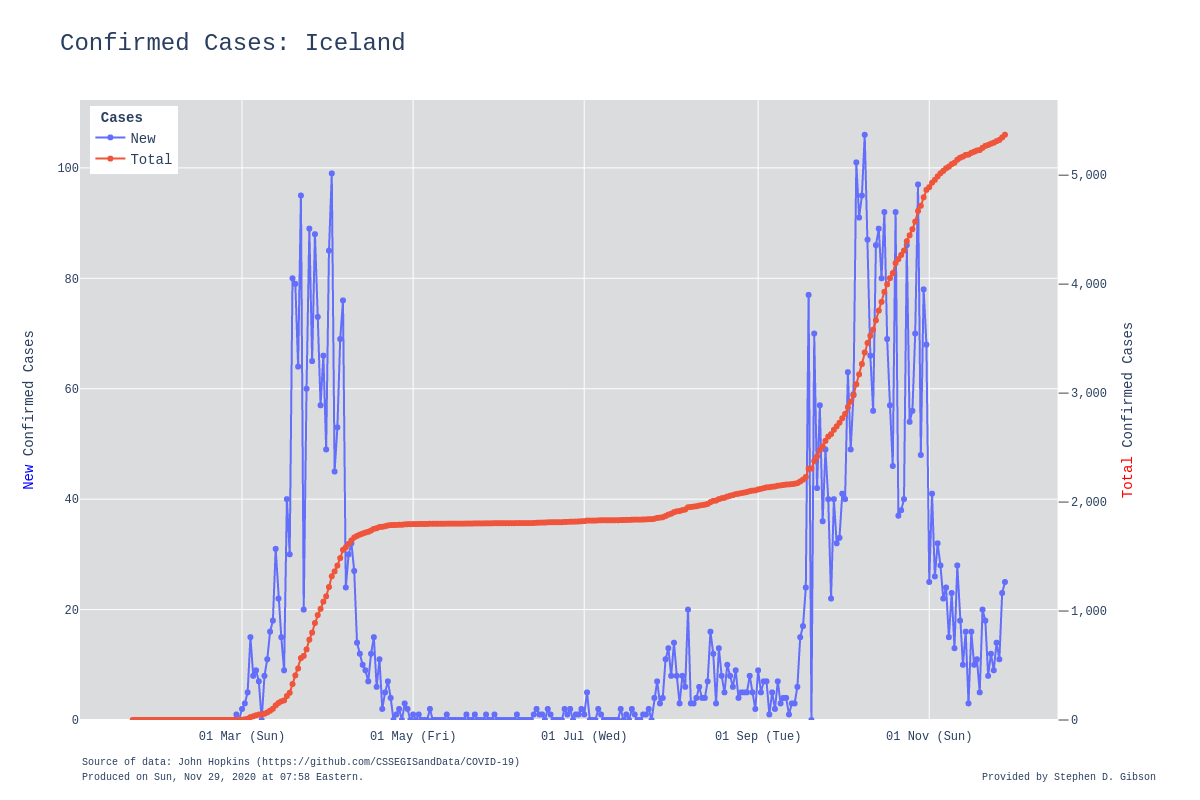 Confirmed Cases: Iceland
Cases
New
Total
100
80
60
40
20
0
5,000
4,000
3,000
2,000
1,000
0
New Confirmed Cases
Total Confirmed Cases
01 Mar (Sun)
01 May (Fri)
01 Jul (Wed)
01 Sep (Tue)
01 Nov (Sun)
Source of data: John Hopkins (https://github.com/CSSEGISandData/COVID-19)
Produced on Sun, Nov 29, 2020 at 07:58 Eastern.
Provided by Stephen D. Gibson